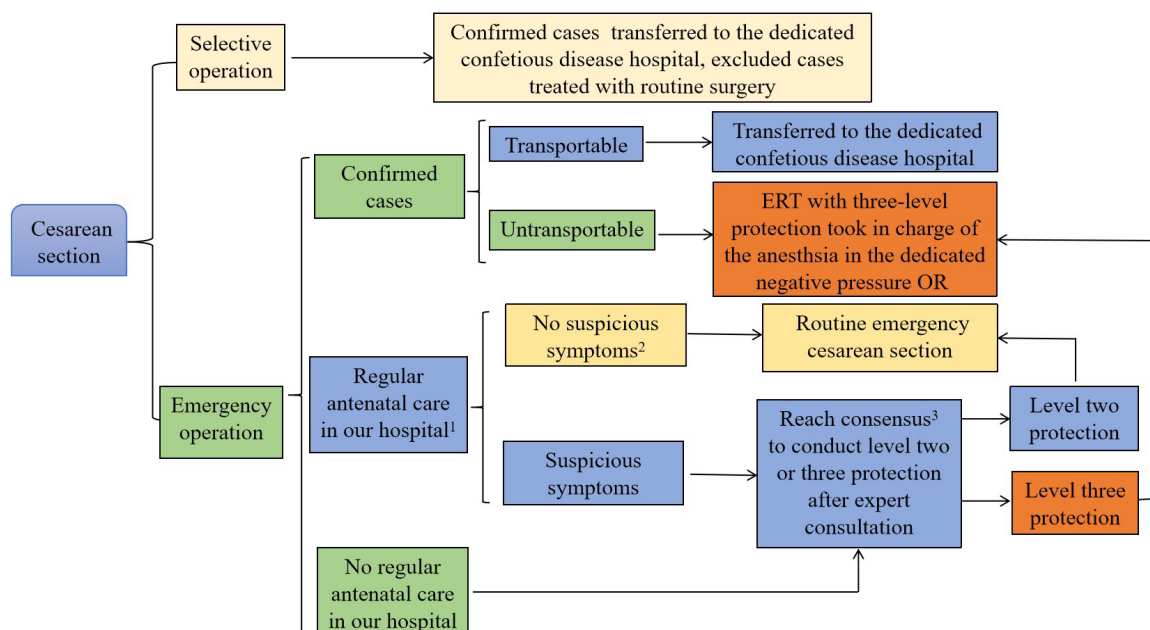 Selective
operation
Confirmed cases transferred to the dedicated
confetious disease hospital, excluded cases
treated with routine surgery
Cesarean
section
Confirmed
cases
Transportable
Transferred to the dedicated
confetious disease hospital
Untransportable
ERT with three-level
protection took in charge of
the anesthsia in the dedicated
negative pressure OR
Emergency
operation
Regular
antenatal care
in our hospital¹
No suspicious
symptoms²
Routine emergency
cesarean section
Suspicious
symptoms
Reach consensus³
to conduct level two
or three protection
after expert
consultation
Level two
protection
Level three
protection
No regular
antenatal care
in our hospital